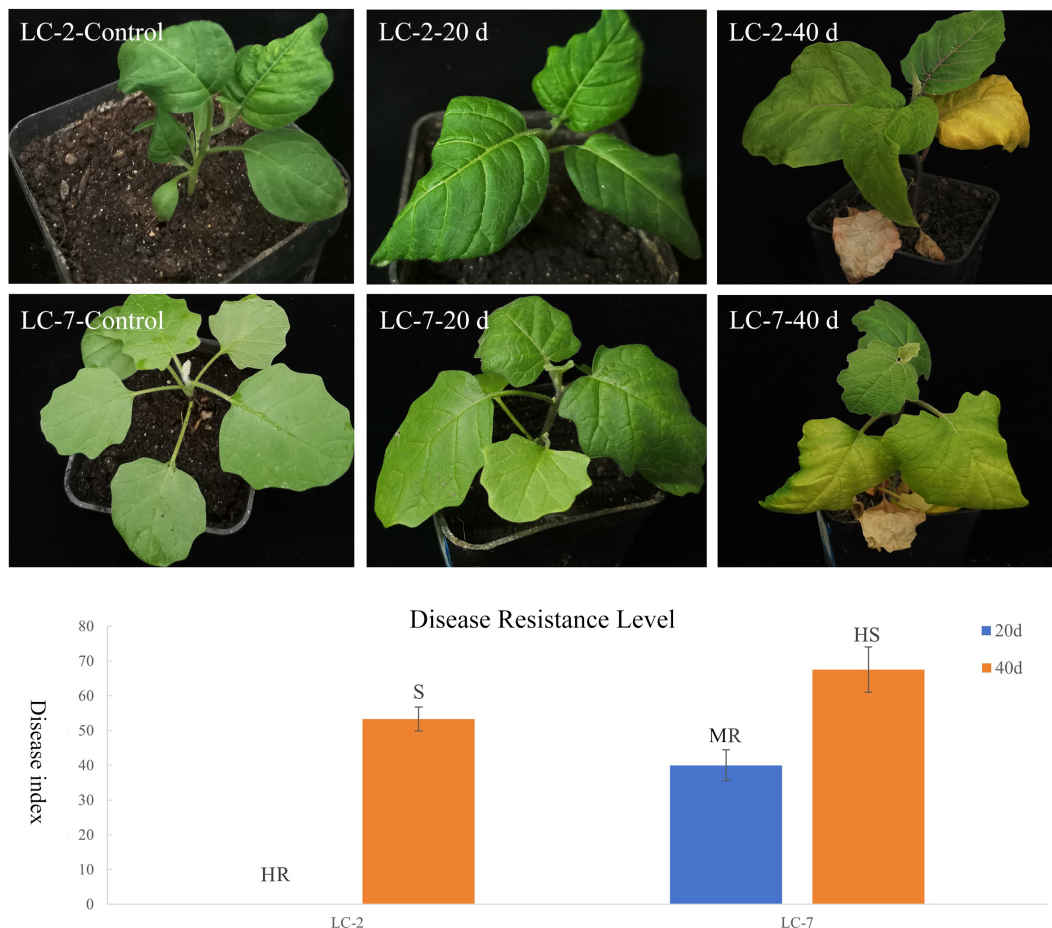 LC-2-Control
LC-2-20 d
LC-2-40 d
LC-7-Control
LC-7-20 d
LC-7-40 d
Disease Resistance Level
Disease index
80
70
60
50
40
30
20
10
0
HR
S
MR
HS
20d
40d
LC-2
LC-7